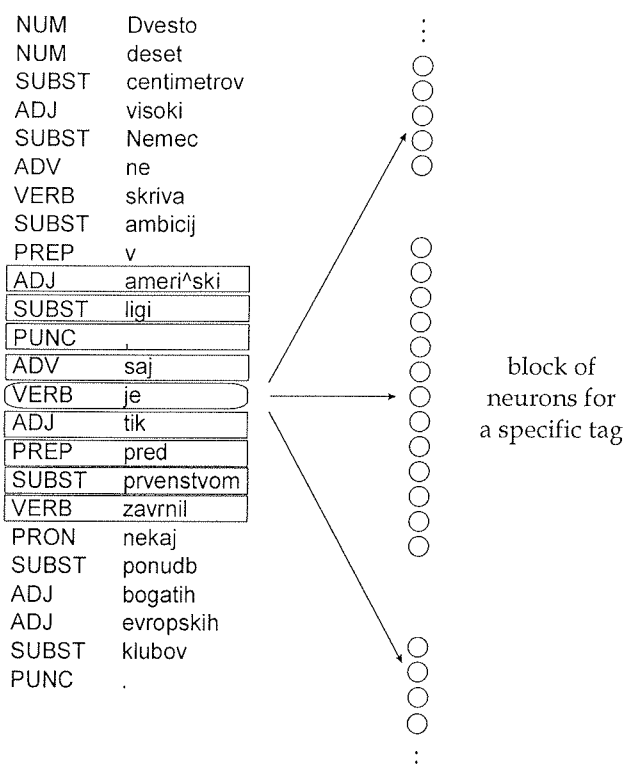 NUM Dvesto
NUM deset
SUBST centimetrov
ADJ visoki
SUBST Nemec
ADV ne
VERB skriva
SUBST ambicij
PREP v
ADJ ameri^ski
SUBST ligi
PUNC ,
ADV saj
VERB je
ADJ tik
PREP pred
SUBST prvenstvom
VERB zavrnil
PRON nekaj
SUBST ponudb
ADJ bogatih
ADJ evropskih
SUBST klubov
PUNC .
block of
neurons for
a specific tag